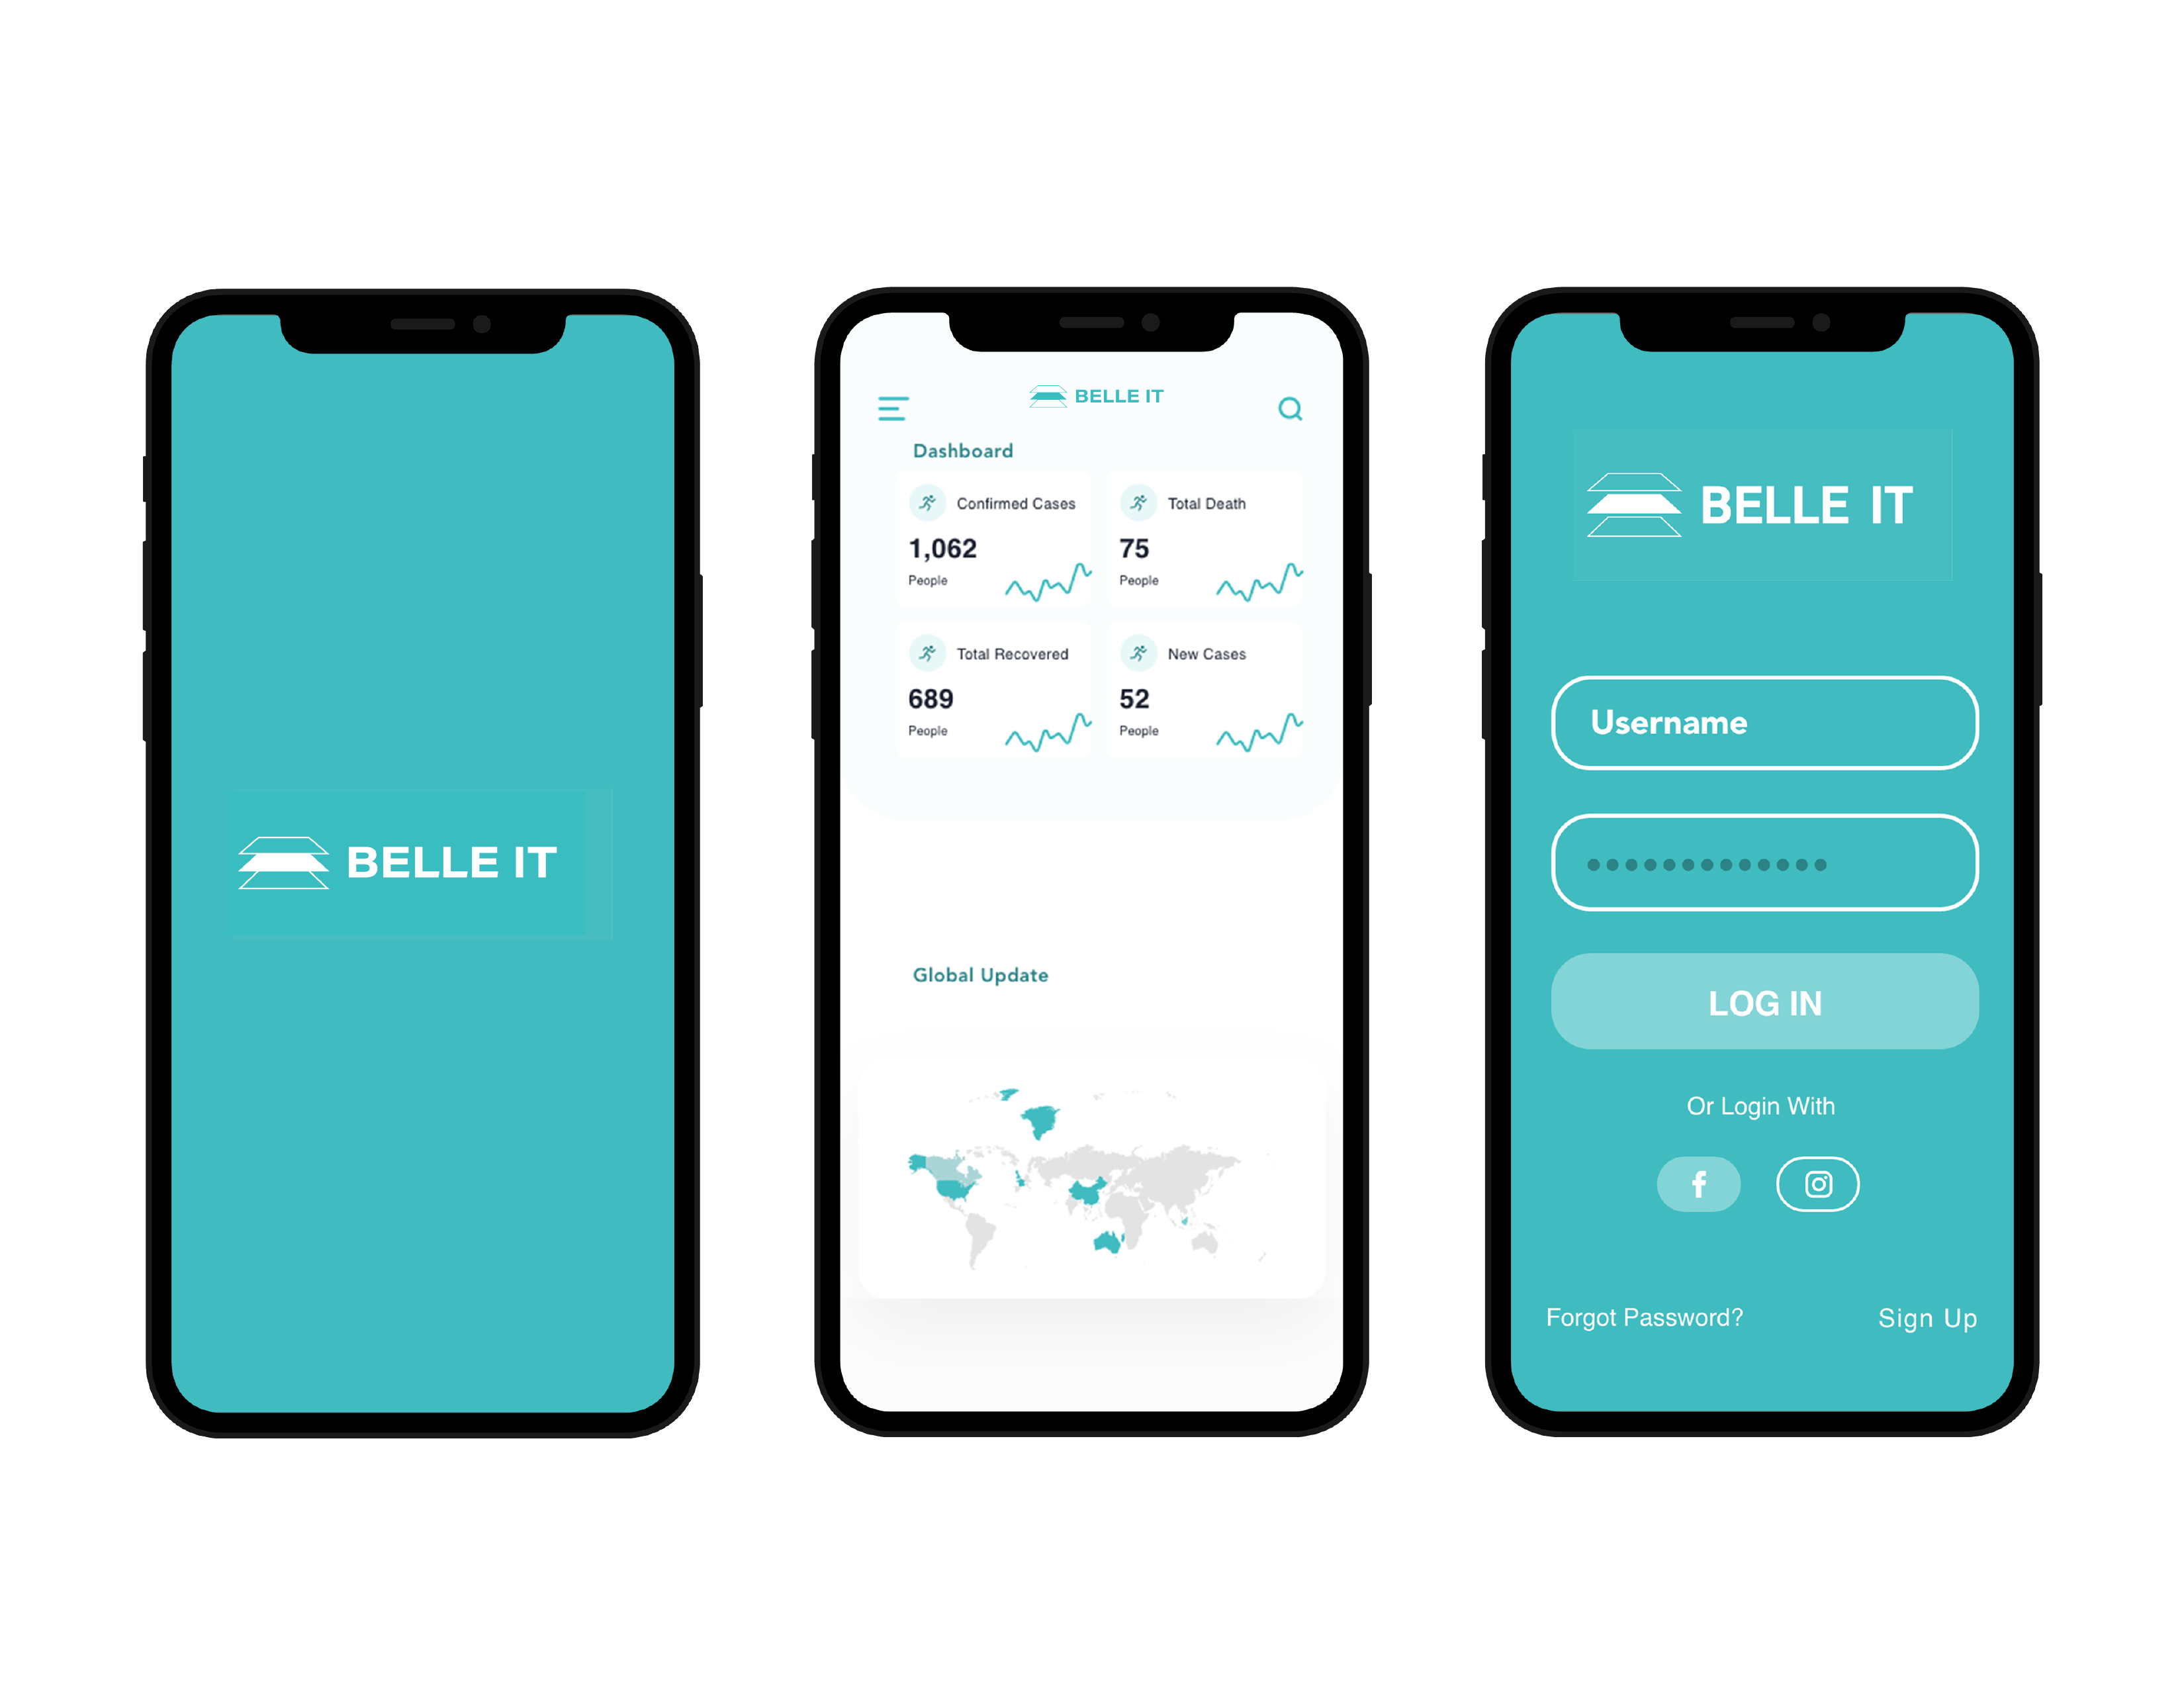 BELLE IT
BELLE IT
Dashboard
Confirmed Cases
1,062
People
Total Death
75
People
Total Recovered
689
People
New Cases
52
People
Global Update
BELLE IT
Username
LOG IN
Or Login With
Forgot Password?
Sign Up